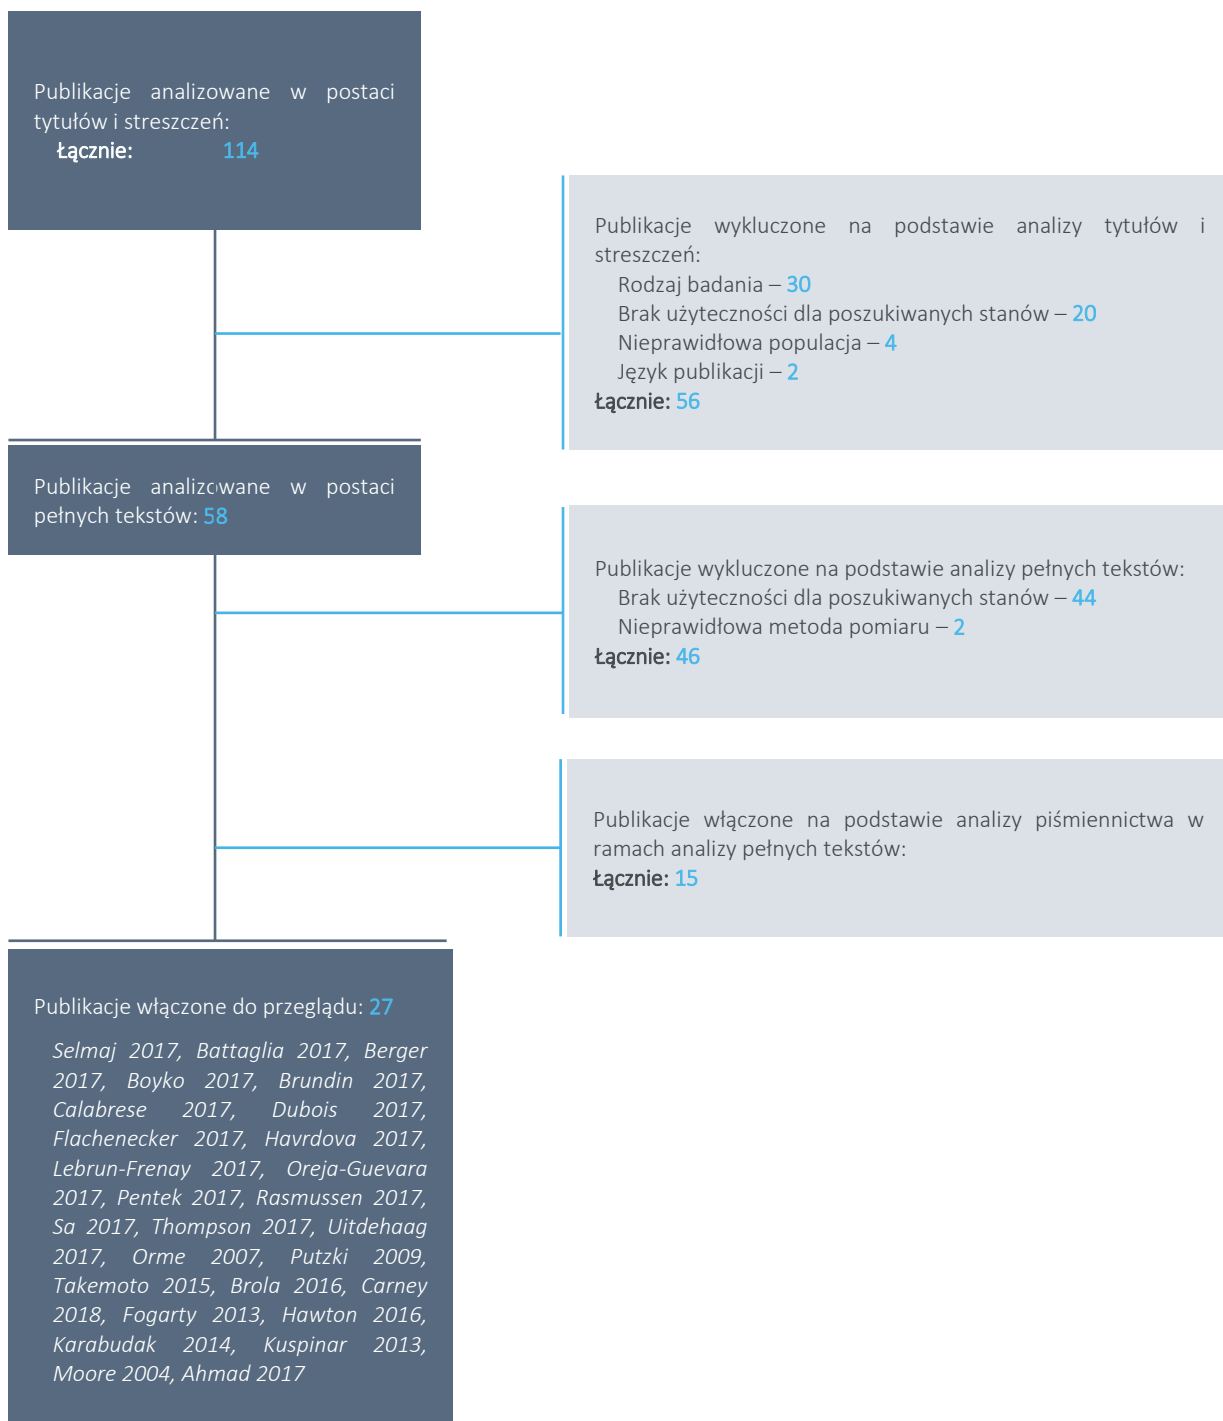 Publikacje analizowane w postaci
tytułów i streszczeń:
Łącznie: 114
Publikacje wykluczone na podstawie analizy tytułów i
streszczeń:
Rodzaj badania – 30
Brak użyteczności dla poszukiwanych stanów – 20
Nieprawidłowa populacja – 4
Język publikacji – 2
Łącznie: 56
Publikacje analizowane w postaci
pełnych tekstów: 58
Publikacje wykluczone na podstawie analizy pełnych tekstów:
Brak użyteczności dla poszukiwanych stanów – 44
Nieprawidłowa metoda pomiaru – 2
Łącznie: 46
Publikacje włączone na podstawie analizy piśmiennictwa w
ramach analizy pełnych tekstów:
Łącznie: 15
Publikacje włączone do przeglądu: 27
Selmaj 2017, Battaglia 2017, Berger
2017, Boyko 2017, Brundin 2017,
Calabrese 2017, Dubois 2017,
Flachenecker 2017, Havrdova 2017,
Lebrun-Frenay 2017, Oreja-Guevara
2017, Pentek 2017, Rasmussen 2017,
Sa 2017, Thompson 2017, Uitdehaag
2017, Orme 2007, Putzki 2009,
Takemoto 2015, Brola 2016, Carney
2018, Fogarty 2013, Hawton 2016,
Karabudak 2014, Kuspinar 2013,
Moore 2004, Ahmad 2017